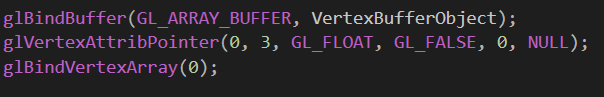 glBindBuffer(GL_ARRAY_BUFFER, VertexBufferObject);
glVertexAttribPointer(0, 3, GL_FLOAT, GL_FALSE, 0, NULL);
glBindVertexArray(0);